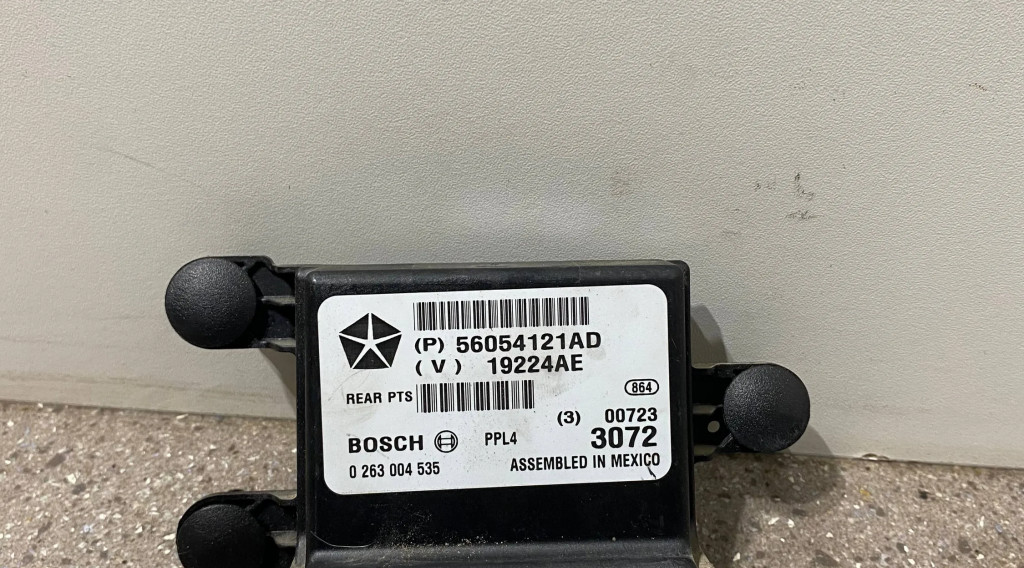 (P) 56054121AD
(V) 19224AE
REAR PTS
864
(3) 00723
BOSCH PPL4 3072
0 263 004 535 ASSEMBLED IN MEXICO